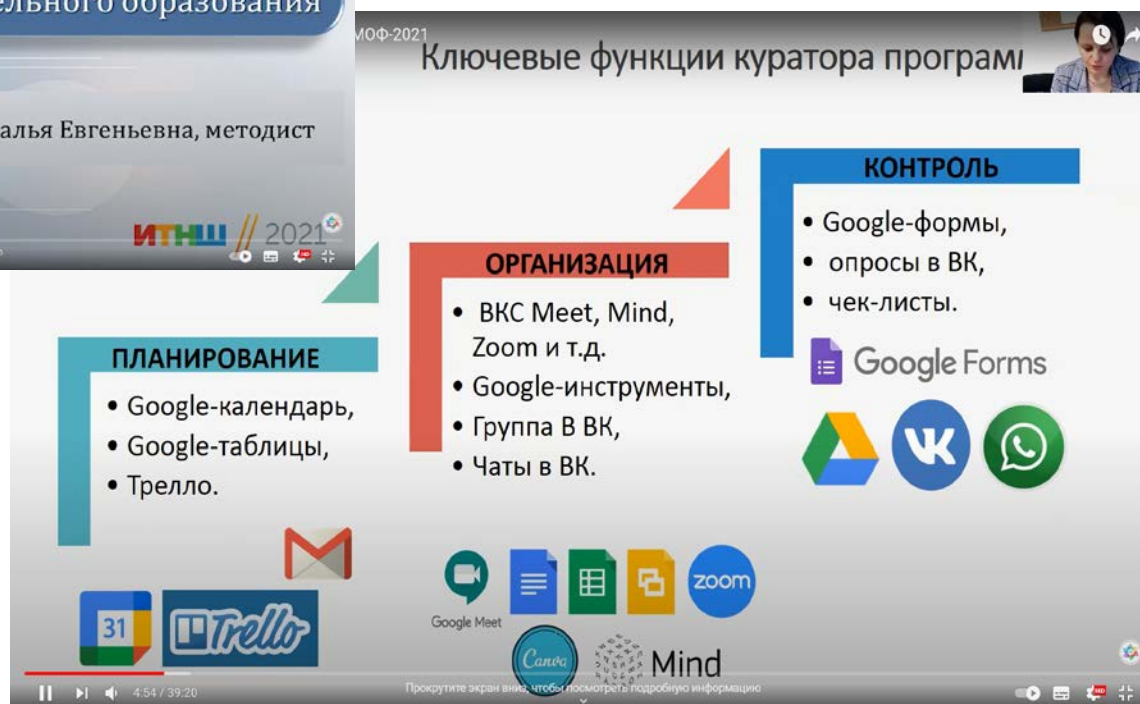 ельного образования
алья Евгеньевна, методист
ИТНШ // 2021
МОФ-2021
Ключевые функции куратора програм
ПЛАНИРОВАНИЕ
• Google-календарь,
• Google-таблицы,
• Трелло.
31
Trello
ОРГАНИЗАЦИЯ
• ВКС Meet, Mind,
Zoom и т.д.
• Google-инструменты,
• Группа В ВК,
• Чаты в ВК.
Google Meet
zoom
Canva
Mind
КОНТРОЛЬ
• Google-формы,
• опросы в ВК,
• чек-листы.
Google Forms
4:54 / 39:20
Прокрутите экран вниз, чтобы посмотреть подробную информацию
HD